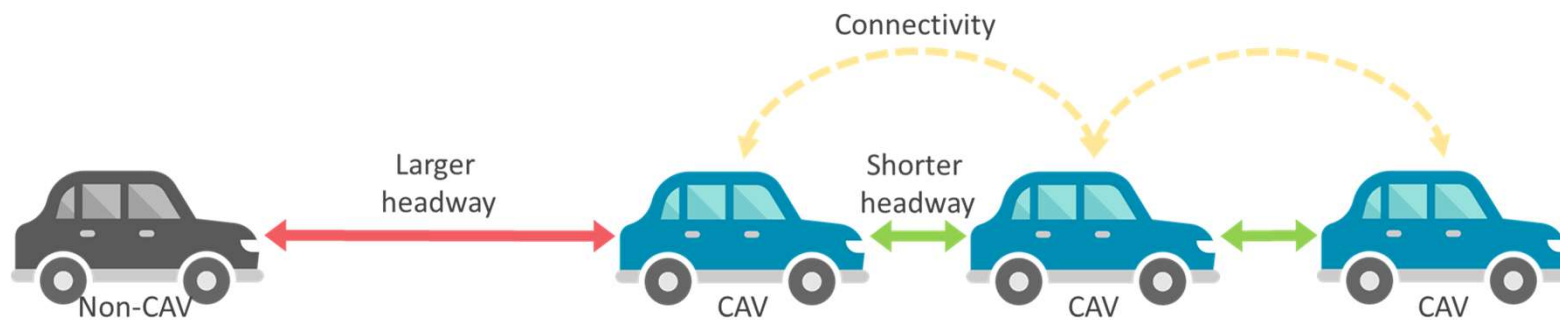 Connectivity
Larger
headway
Shorter
headway
Non-CAV
CAV
CAV
CAV